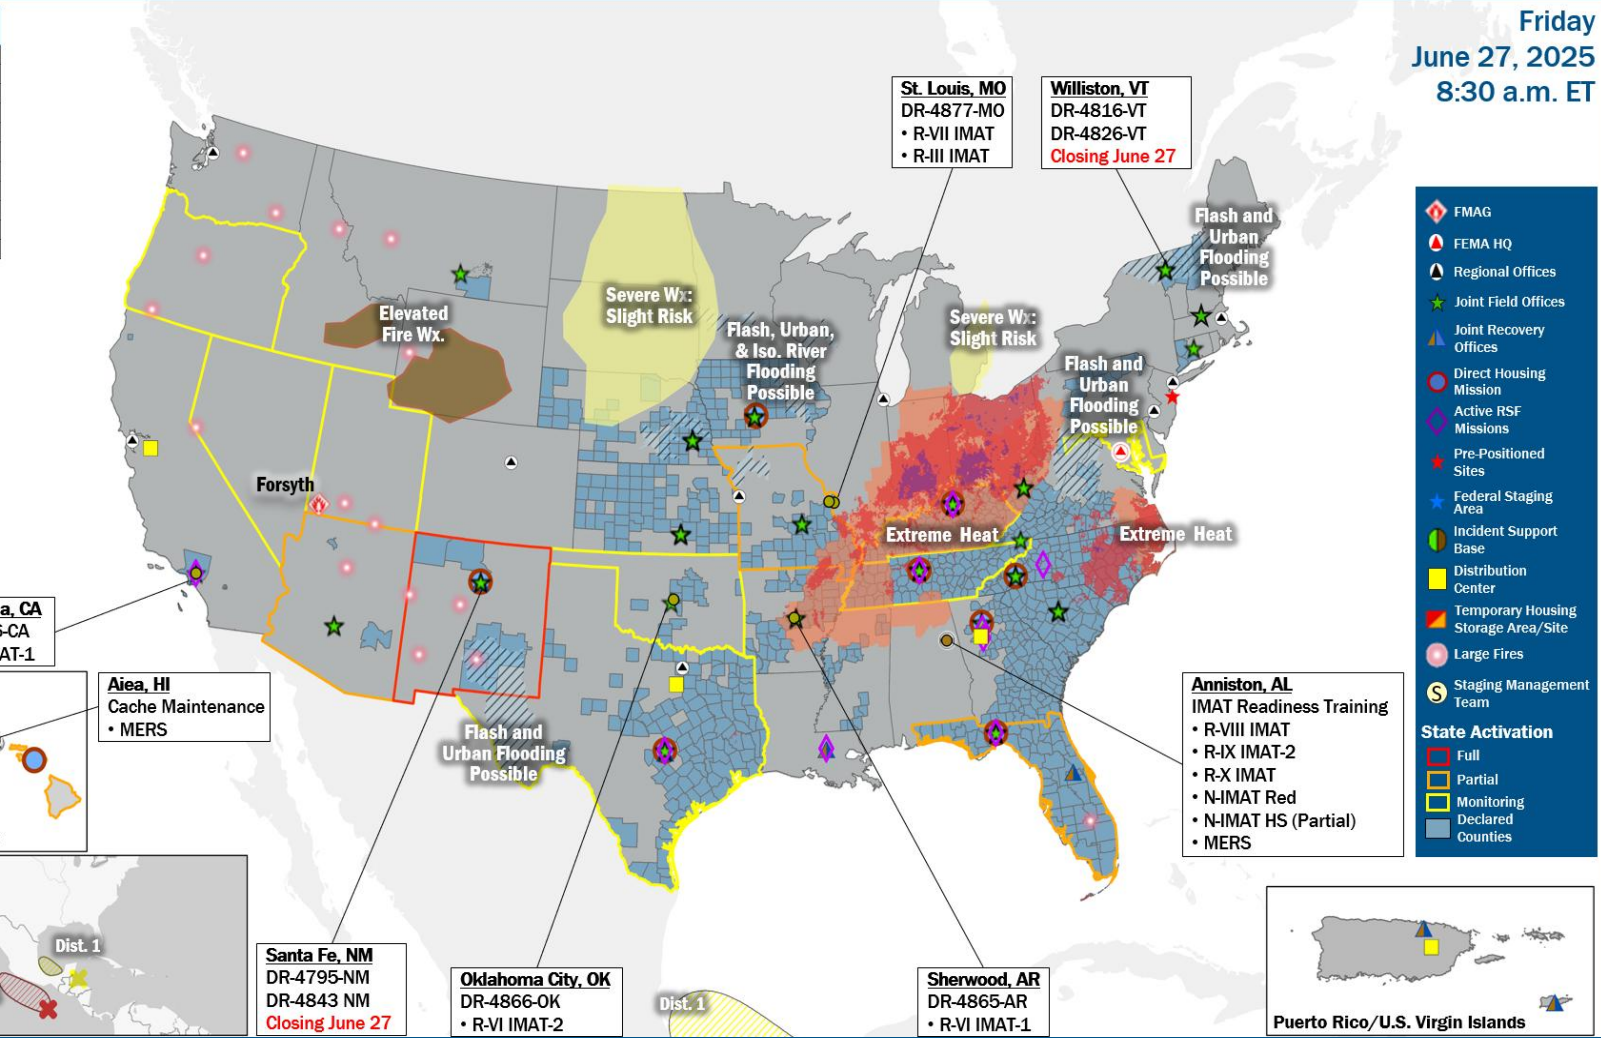 Friday
June 27, 2025
8:30 a.m. ET
St. Louis, MO
DR-4877-MO
• R-VII IMAT
• R-III IMAT
Williston, VT
DR-4816-VT
DR-4826-VT
Closing June 27
Flash and
Urban
Flooding
Possible
Elevated
Fire Wx.
Severe Wx:
Slight Risk
Flash, Urban,
& Iso. River
Flooding
Possible
Severe Wx:
Slight Risk
Flash and
Urban
Flooding
Possible
Forsyth
Extreme Heat
Extreme Heat
a, CA
-CA
AT-1
Aiea, HI
Cache Maintenance
• MERS
Flash and
Urban Flooding
Possible
Anniston, AL
IMAT Readiness Training
• R-VIII IMAT
• R-IX IMAT-2
• R-X IMAT
• N-IMAT Red
• N-IMAT HS (Partial)
• MERS
Dist. 1
Santa Fe, NM
DR-4795-NM
DR-4843 NM
Closing June 27
Oklahoma City, OK
DR-4866-OK
• R-VI IMAT-2
Dist. 1
Sherwood, AR
DR-4865-AR
• R-VI IMAT-1
Puerto Rico/U.S. Virgin Islands
FMAG
FEMA HQ
Regional Offices
Joint Field Offices
Joint Recovery
Offices
Direct Housing
Mission
Active RSF
Missions
Pre-Positioned
Sites
Federal Staging
Area
Incident Support
Base
Distribution
Center
Temporary Housing
Storage Area/Site
Large Fires
S
Staging Management
Team
State Activation
Full
Partial
Monitoring
Declared
Counties